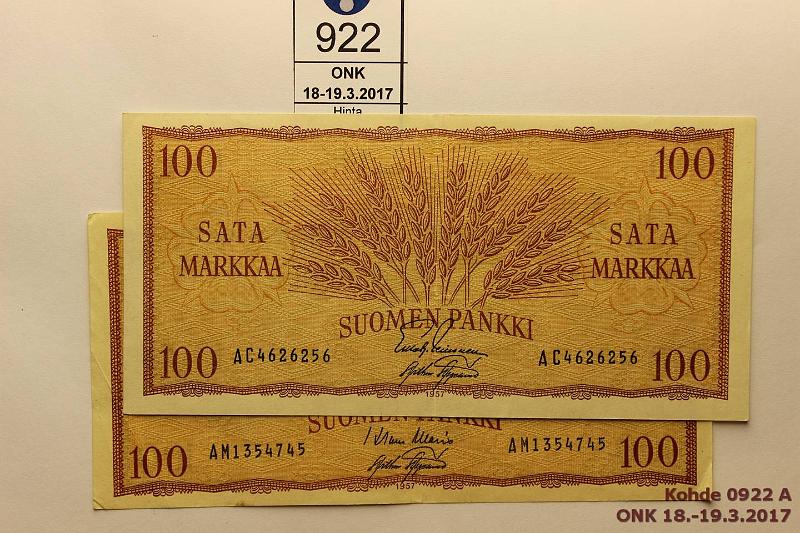 922
ONK
18-19.3.2017
Hinta
100 100
SATA SATA
MARKKAA MARKKAA
SUOMEN PANKKI
100 AC4626256 AC4626256 100
1957
SUOMEN PANKKI
100 AM1354745 AM1354745 100
1957
Kohde 0922 A
ONK 18.-19.3.2017